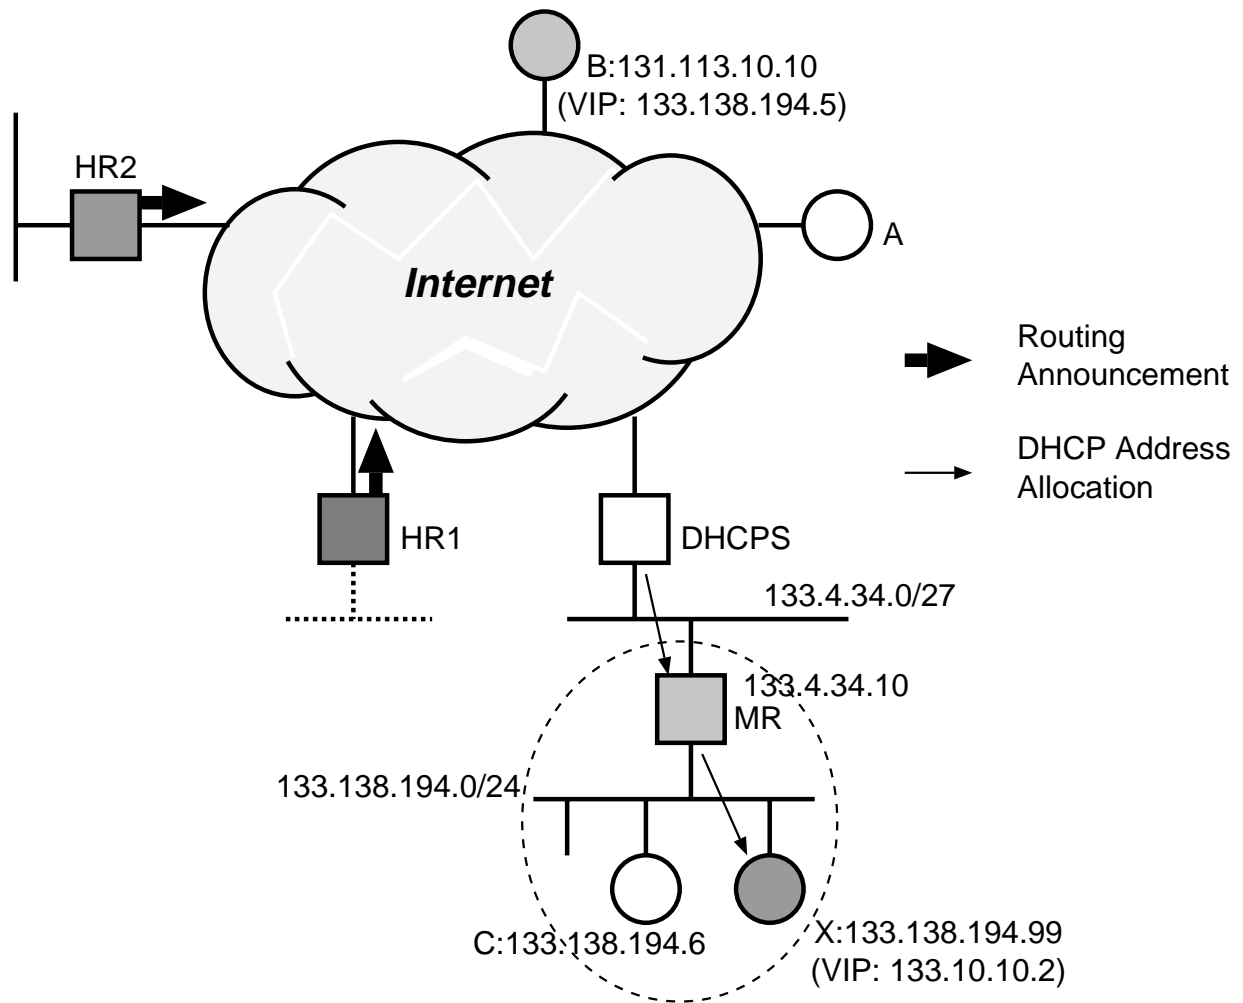 B:131.113.10.10
(VIP: 133.138.194.5)
HR2
A
Internet
Routing
Announcement
DHCP Address
Allocation
HR1
DHCPS
133.4.34.0/27
133.4.34.10
MR
133.138.194.0/24
C:133.138.194.6
X:133.138.194.99
(VIP: 133.10.10.2)